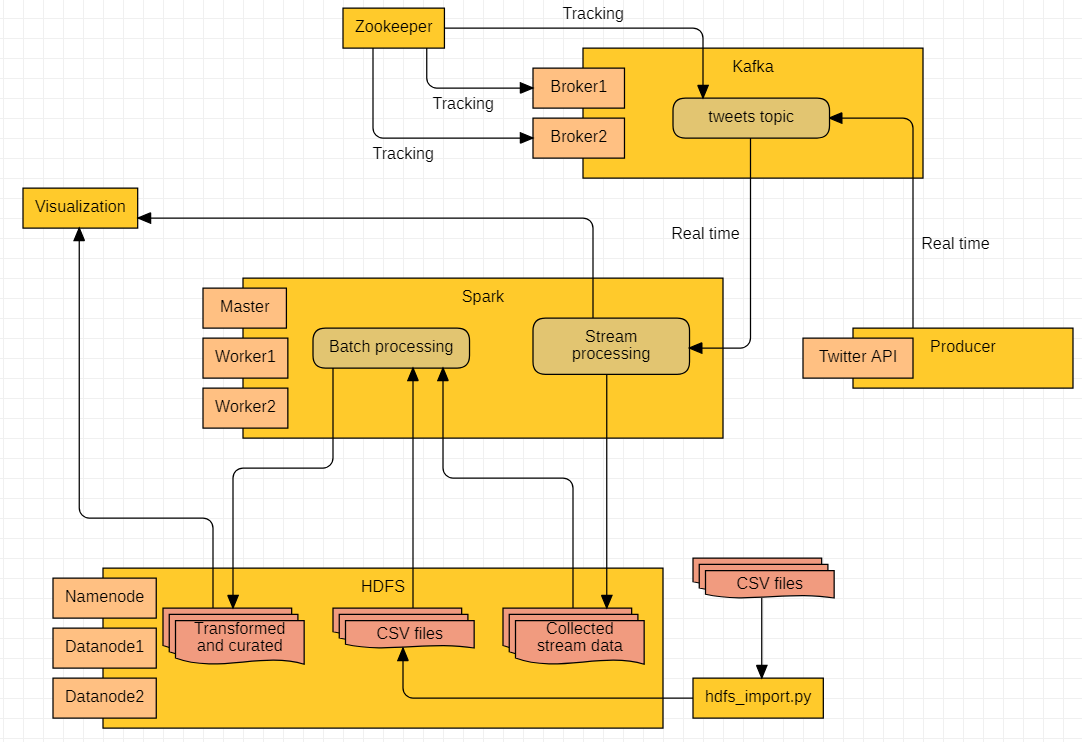 Tracking
Zookeeper
Kafka
Broker1
Tracking
tweets topic
Broker2
Tracking
Visualization
Real time
Real time
Spark
Master
Batch processing
Stream
processing
Worker1
Worker2
Twitter API
Producer
HDFS
Namenode
Datanode1
Datanode2
Transformed
and curated
CSV files
Collected
stream data
CSV files
hdfs_import.py